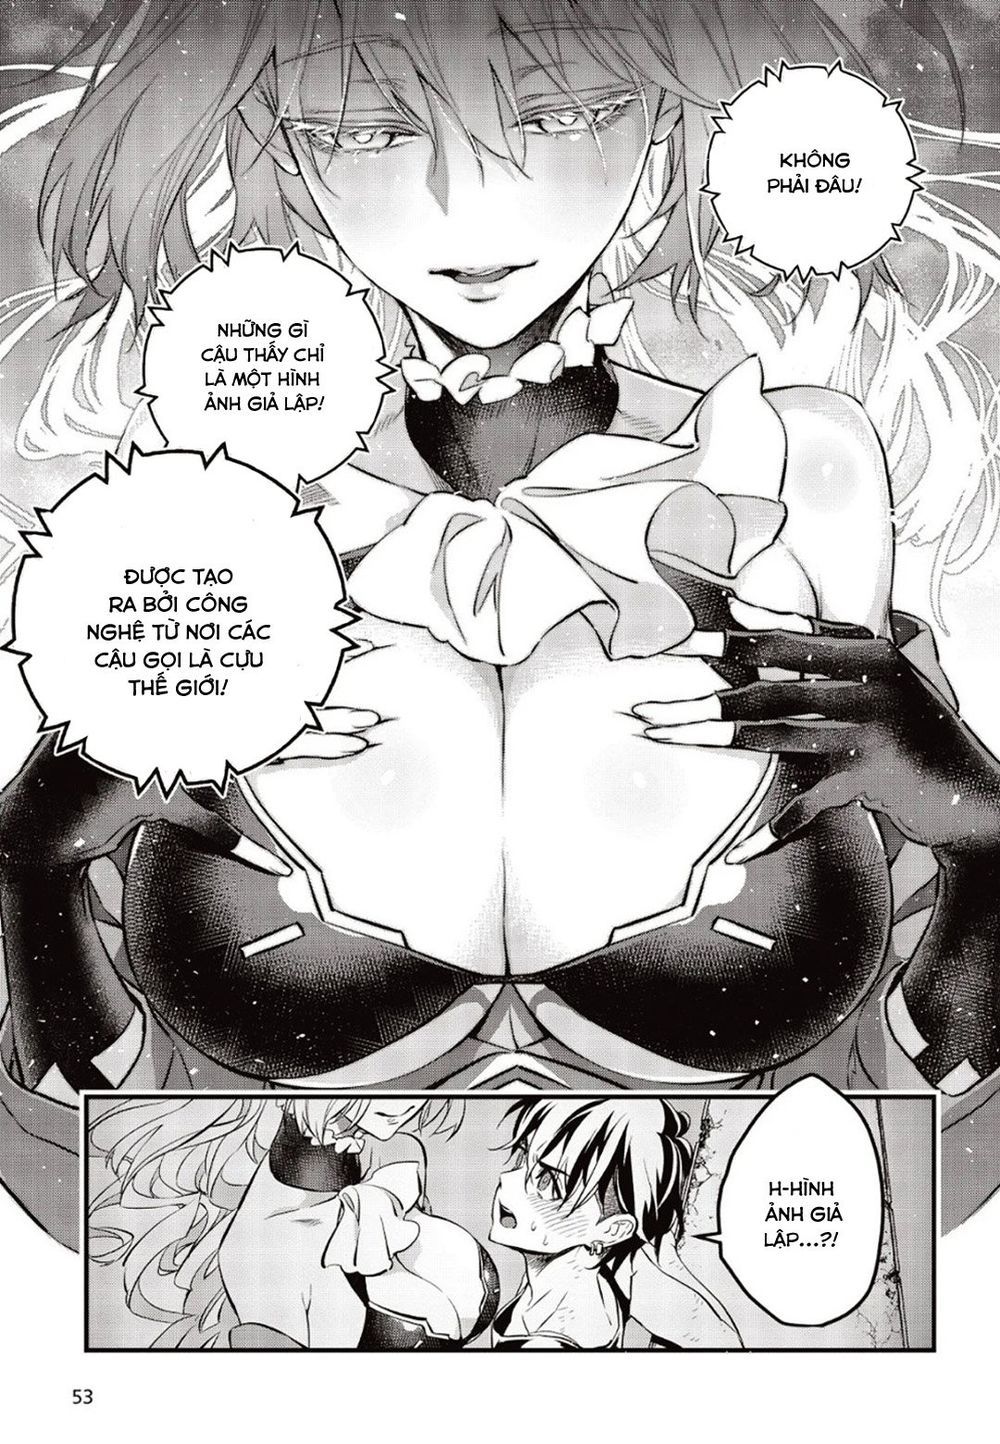 KHÔNG
PHẢI ĐÂU!
NHỮNG GÌ
CẬU THẤY CHỈ
LÀ MỘT HÌNH
ẢNH GIẢ LẬP!
ĐƯỢC TẠO
RA BỞI CÔNG
NGHỆ TỪ NƠI CÁC
CẬU GỌI LÀ CỰU
THẾ GIỚI!
H-HÌNH
ẢNH GIẢ
LẬP...?!
53